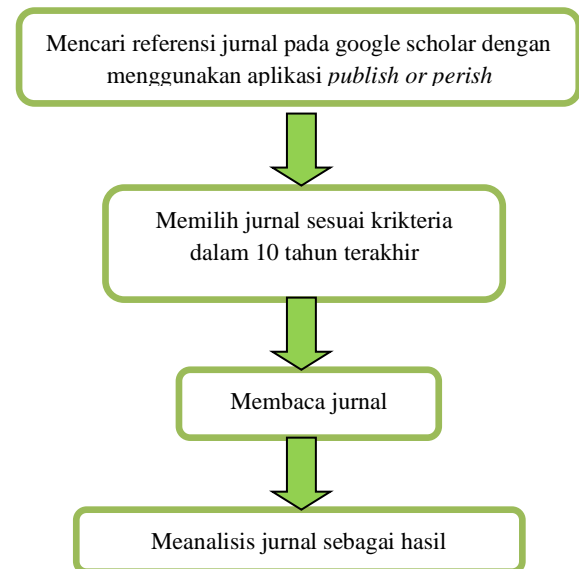 Mencari referensi jurnal pada google scholar dengan
menggunakan aplikasi publish or perish
Memilih jurnal sesuai krikteria
dalam 10 tahun terakhir
Membaca jurnal
Meanalisis jurnal sebagai hasil